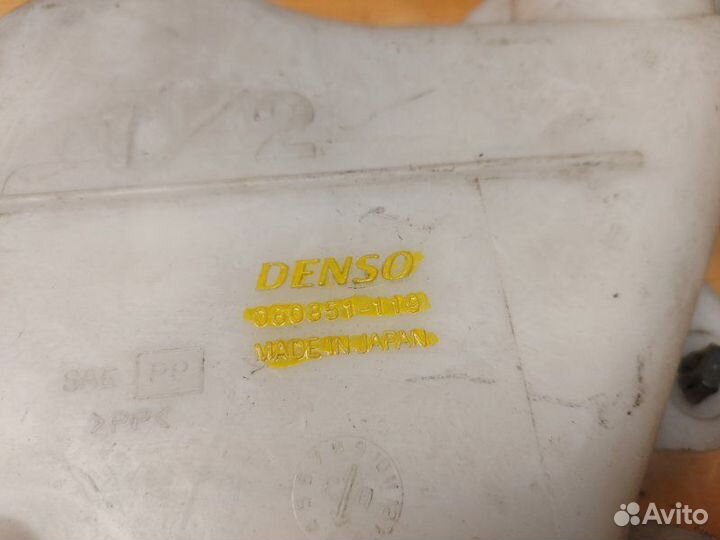 1/2
DENSO
060851-119
MADE IN JAPAN
SAE PP
>PP<
Avito